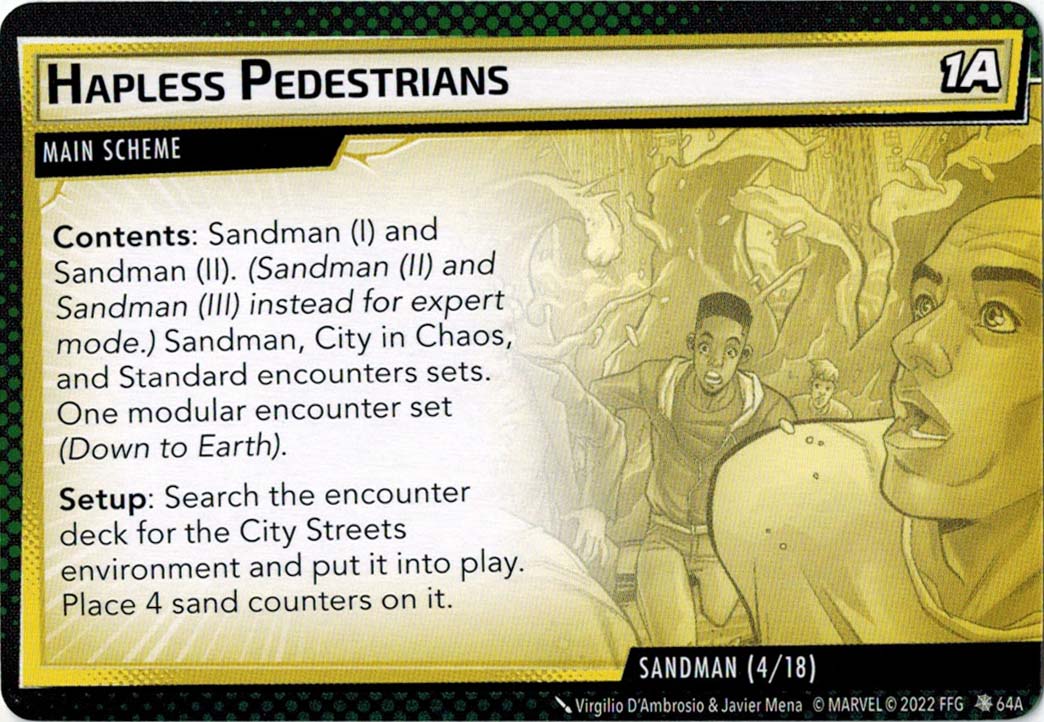 HAPLESS PEDESTRIANS
1A
MAIN SCHEME
Contents: Sandman (I) and
Sandman (II). (Sandman (II) and
Sandman (III) instead for expert
mode.) Sandman, City in Chaos,
and Standard encounters sets.
One modular encounter set
(Down to Earth).
Setup: Search the encounter
deck for the City Streets
environment and put it into play.
Place 4 sand counters on it.
SANDMAN (4/18)
Virgilio D'Ambrosio & Javier Mena © MARVEL © 2022 FFG 64A